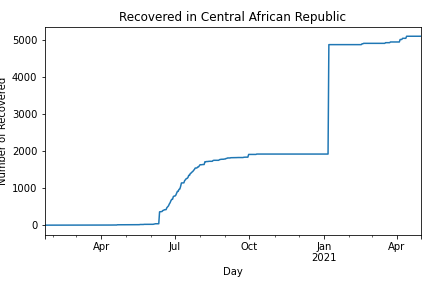 Recovered in Central African Republic
Number of Recovered
5000
4000
3000
2000
1000
0
Apr
Jul
Oct
Jan
2021
Apr
Day